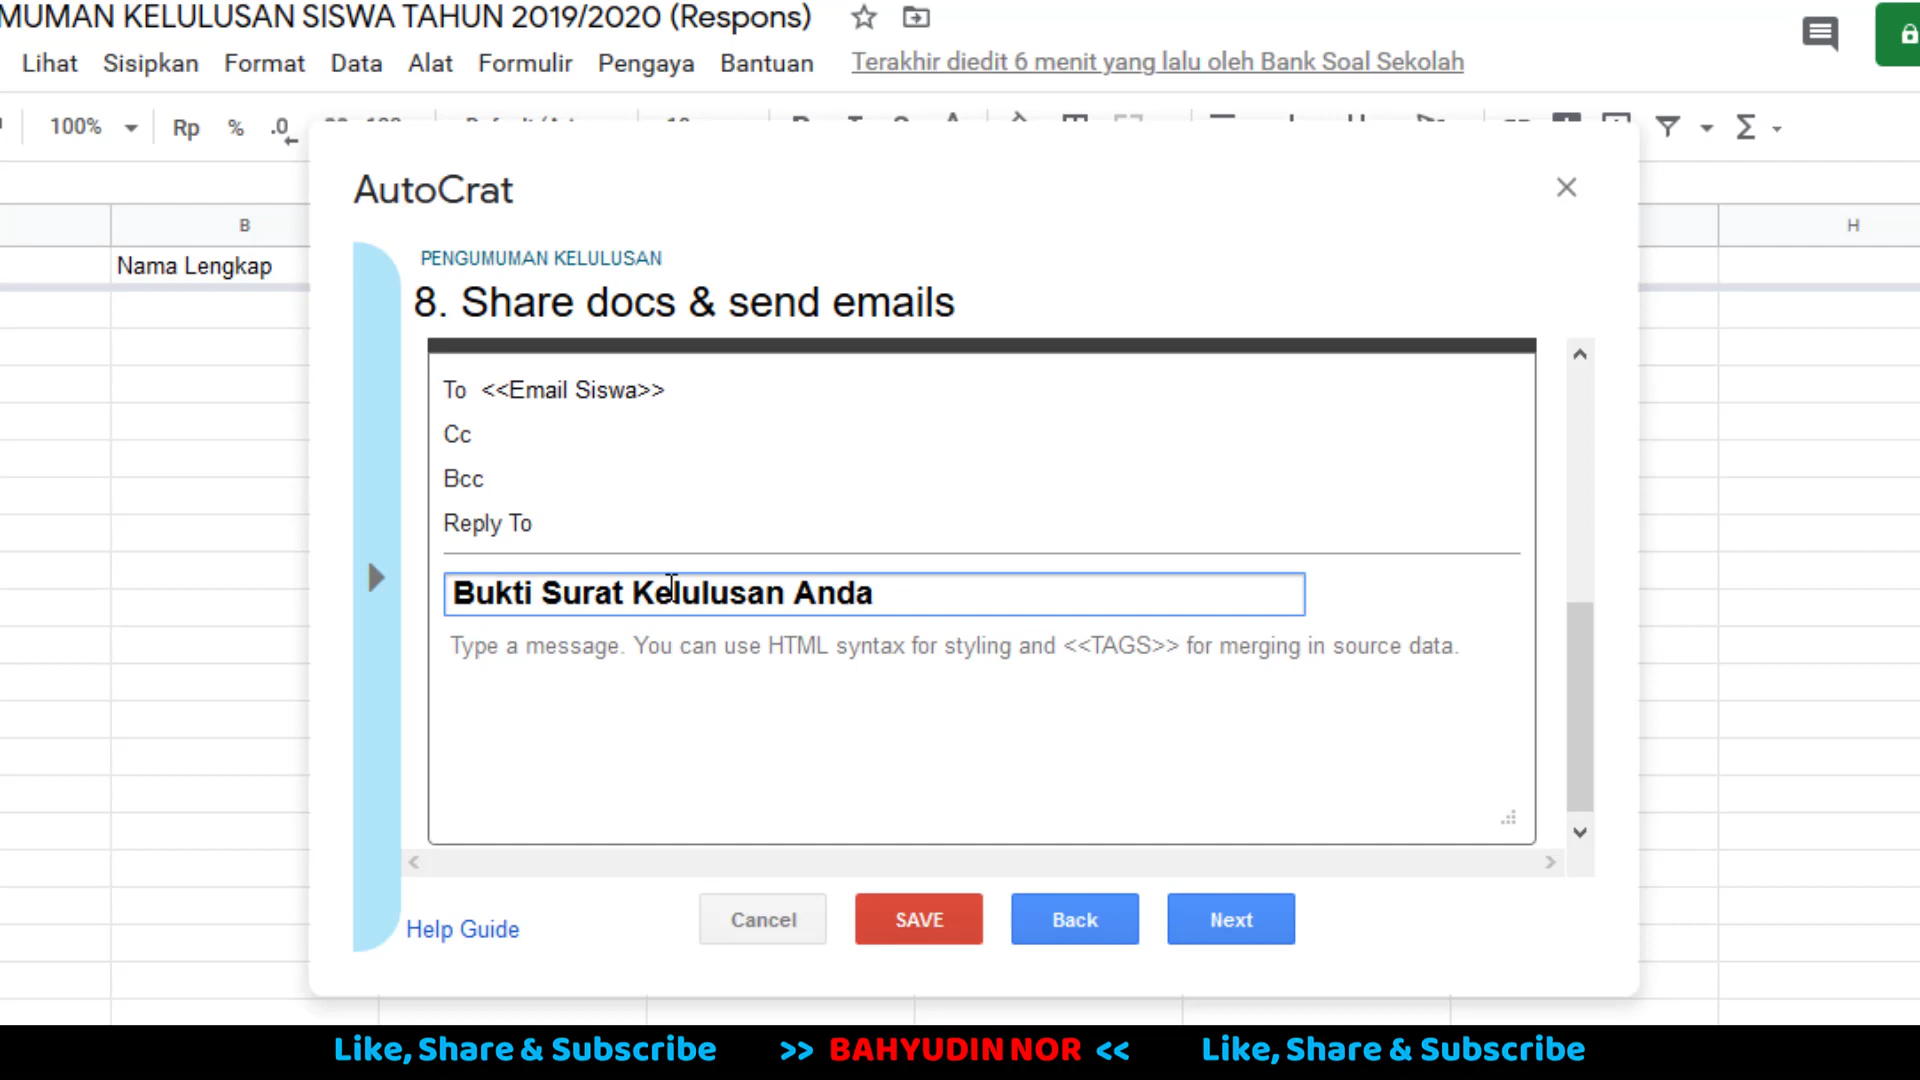 MUMAN KELULUSAN SISWA TAHUN 2019/2020 (Respons)
Lihat Sisipkan Format Data Alat Formulir Pengaya Bantuan Terakhir diedit 6 menit yang lalu oleh Bank Soal Sekolah
100% Rp % .0
AutoCrat
B H
PENGUMUMAN KELULUSAN
Nama Lengkap
8. Share docs & send emails
To <<Email Siswa>>
Cc
Bcc
Reply To
Bukti Surat Kelulusan Anda
Type a message. You can use HTML syntax for styling and <<TAGS>> for merging in source data.
Help Guide Cancel SAVE Back Next
Like, Share & Subscribe >> BAHYUDIN NOR << Like, Share & Subscribe